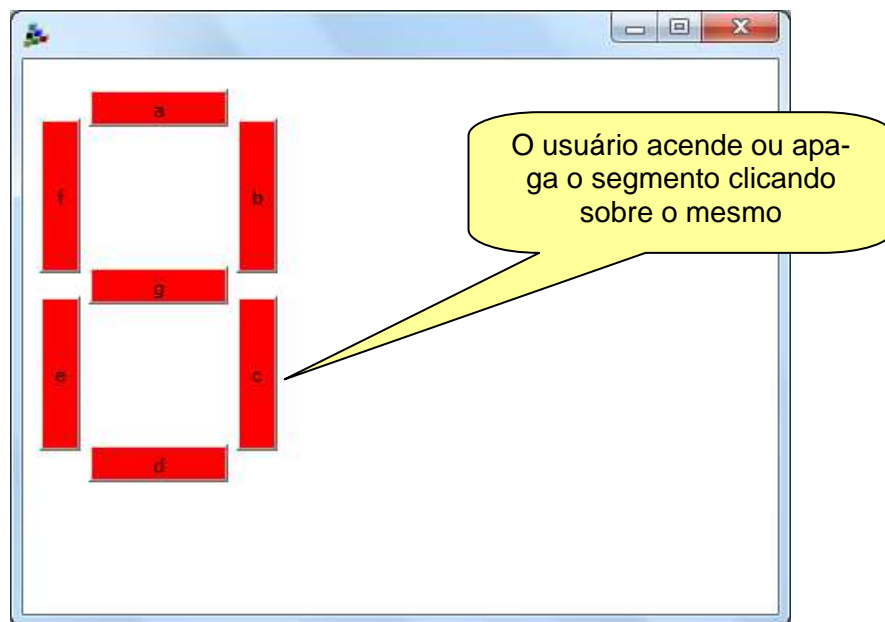 a
f
b
g
e
c
d
O usuário acende ou apa-
ga o segmento clicando
sobre o mesmo